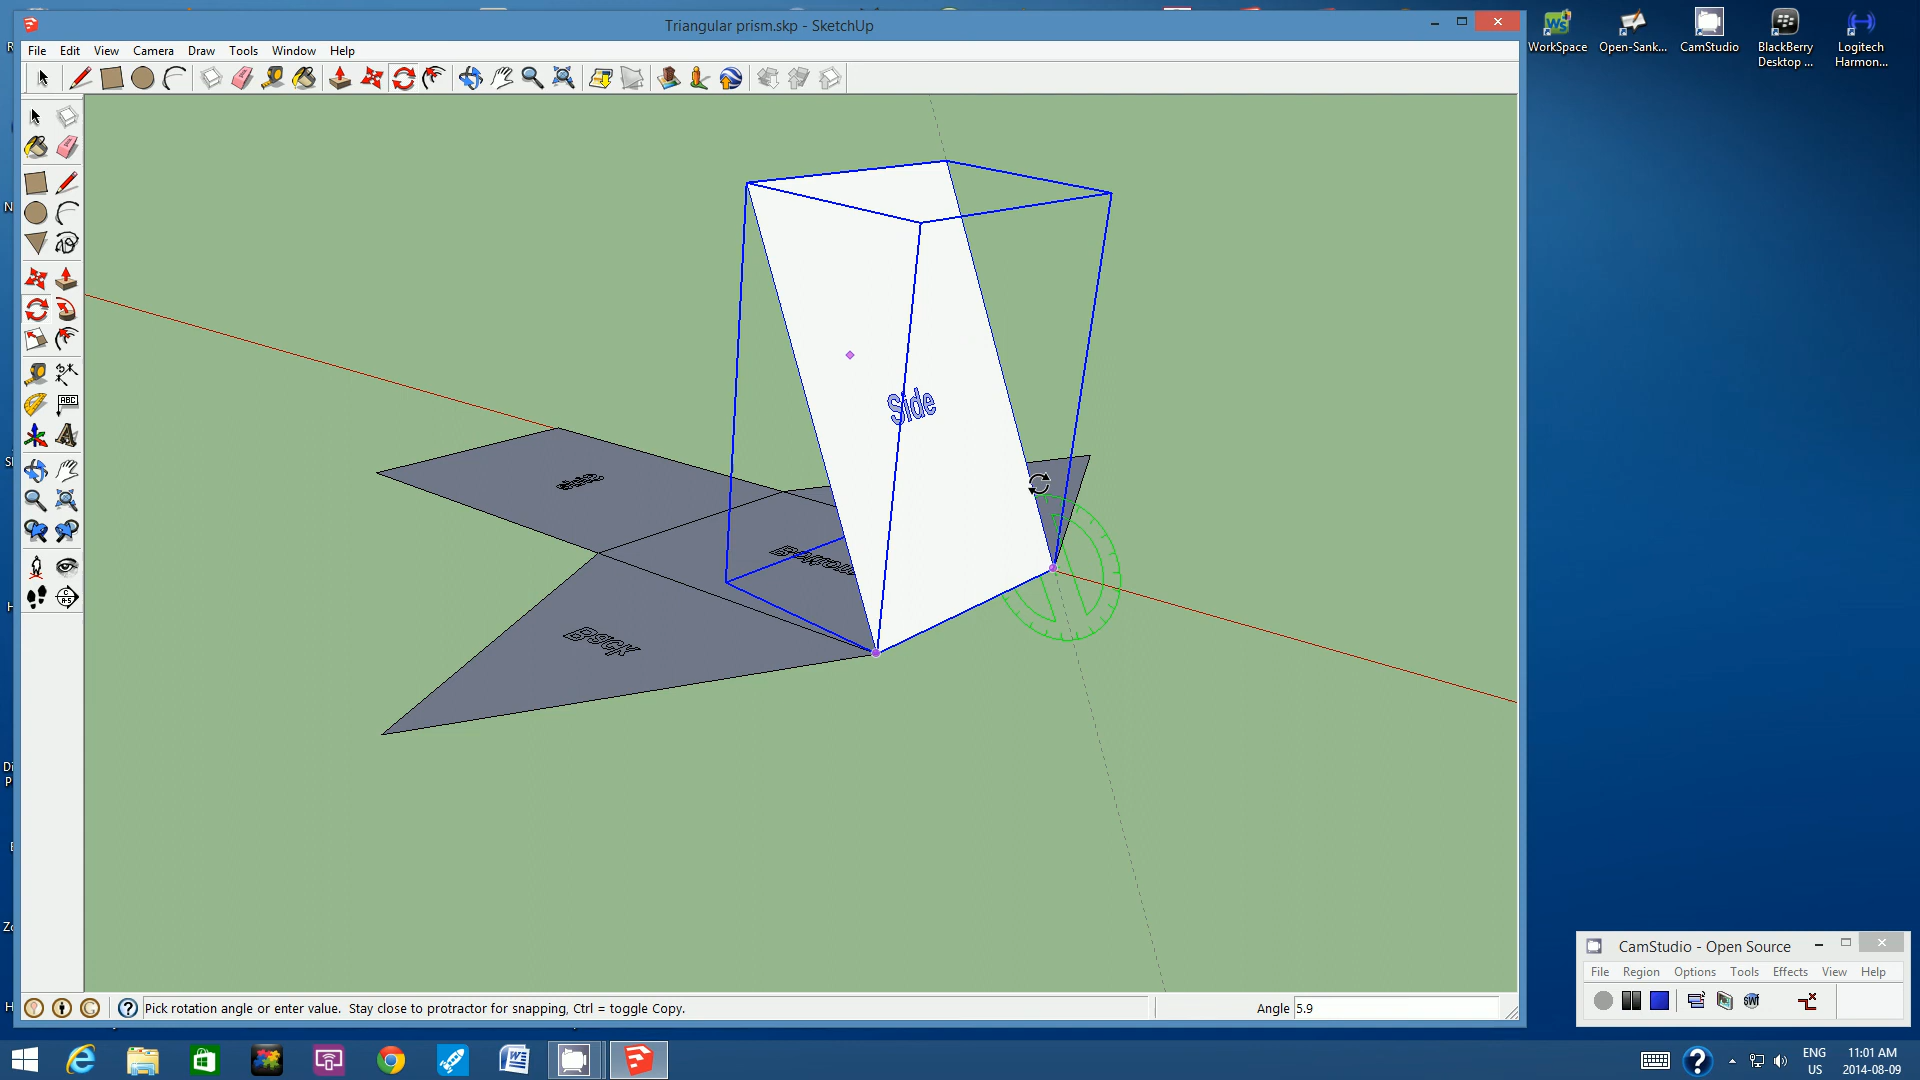 Triangular prism.skp - SketchUp
File Edit View Camera Draw Tools Window Help
WorkSpace
Open-Sank...
CamStudio
BlackBerry
Desktop ...
Logitech
Harmon...
ABC
Side
Back
CamStudio - Open Source
File Region Options Tools Effects View Help
swf
Pick rotation angle or enter value. Stay close to protractor for snapping, Ctrl = toggle Copy.
Angle 5.9
ENG
US
11:01 AM
2014-08-09